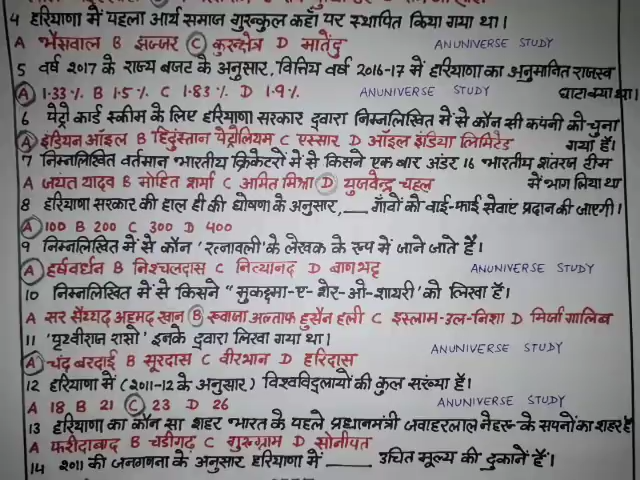 4 हरियाणा में पहला आर्य समाज गुरुकुल कहाँ पर स्थापित किया गया था।
A भैंसवाल B झज्जर C कुरुक्षेत्र D मातेंदु ANUNIVERSE STUDY
5 वर्ष 2017 के राज्य बजट के अनुसार, वित्तिय वर्ष 2016-17 में हरियाणा का अनुमानित राजस्व
A 1.33%. B 1.5%. C 1.83%. D 1.9%. ANUNIVERSE STUDY घाटा क्या था।
6 पेट्रो कार्ड स्कीम के लिए हरियाणा सरकार द्वारा निम्नलिखित में से कौन सी कंपनी को चुना
A इंडियन ऑइल B हिंदुस्तान पेट्रोलियम C एस्सार D ऑइल इंडिया लिमिटेड गया है।
7 निम्नलिखित वर्तमान भारतीय क्रिकेटरों में से किसने एक बार अंडर 16 भारतीय शतरंज टीम
A जयंत यादव B मोहित शर्मा C अमित मिश्रा D युजवेन्द्र चहल में भाग लिया था
8 हरियाणा सरकार की हाल ही की घोषणा के अनुसार, ___ गाँवों को वाई-फाई सेवाएं प्रदान की जाएगी।
A 100 B 200 C 300 D 400
9 निम्नलिखित में से कौन 'रत्नावली' के लेखक के रूप में जाने जाते हैं।
A हर्षवर्धन B निश्चलदास C नित्यानंद D बाणभट्ट ANUNIVERSE STUDY
10 निम्नलिखित में से किसने "मुकद्दमा-ए-शेर-ओ-शायरी" को लिखा है।
A सर सैय्यद अहमद खान B ख्वाजा अल्ताफ हुसैन हली C इस्लाम-उल-निशा D मिर्जा गालिब
11 'पृथ्वीराज रासो' इनके दुवारा लिखा गया था।
A चंद बरदाई B सूरदास C वीरभान D हरिदास ANUNIVERSE STUDY
12 हरियाणा में (2011-12 के अनुसार) विश्वविद्लायों की कुल संख्या है।
A 18 B 21 C 23 D 26 ANUNIVERSE STUDY
13 हरियाणा का कौन सा शहर भारत के पहले प्रधानमंत्री जवाहरलाल नेहरू के सपनों का शहर है
A फरीदाबाद B चंडीगढ़ C गुरुग्राम D सोनीपत
14 2011 की जनगणना के अनुसार हरियाणा में ____ उचित मूल्य की दुकानें हैं।